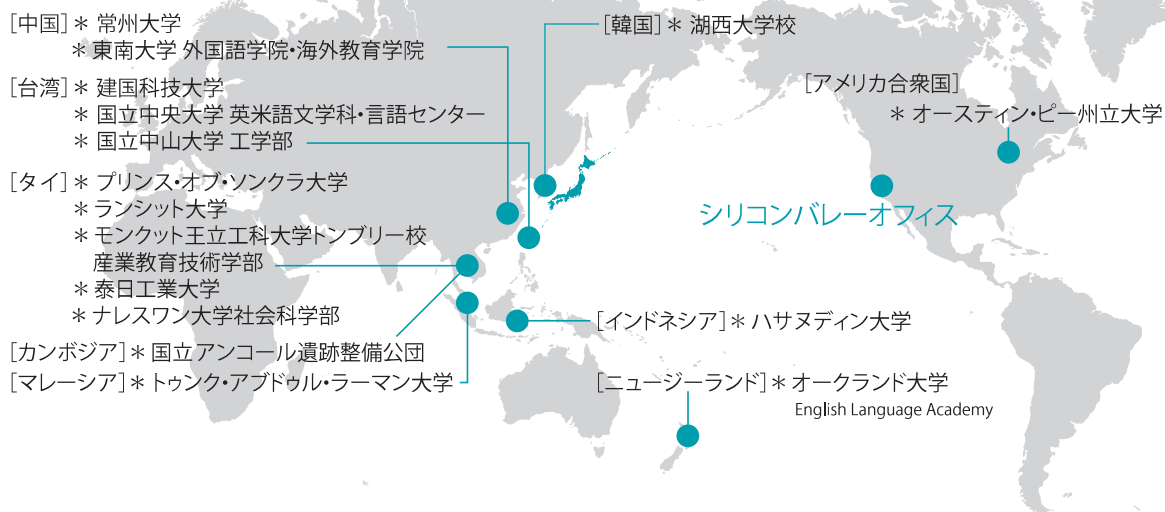 [中国]＊ 常州大学
＊ 東南大学 外国語学院・海外教育学院
[台湾]＊ 建国科技大学
＊ 国立中央大学 英米語文学科・言語センター
＊ 国立中山大学 工学部
[タイ]＊ プリンス・オブ・ソンクラ大学
＊ ランシット大学
＊ モンクット王立工科大学トンブリー校
産業教育技術学部
＊ 泰日工業大学
＊ ナレスワン大学社会科学部
[カンボジア]＊ 国立アンコール遺跡整備公団
[マレーシア]＊ トゥンク・アブドゥル・ラーマン大学
[韓国]＊ 湖西大学校
[アメリカ合衆国]
＊ オースティン・ピー州立大学
シリコンバレーオフィス
[インドネシア]＊ ハサヌディン大学
[ニュージーランド]＊ オークランド大学
English Language Academy